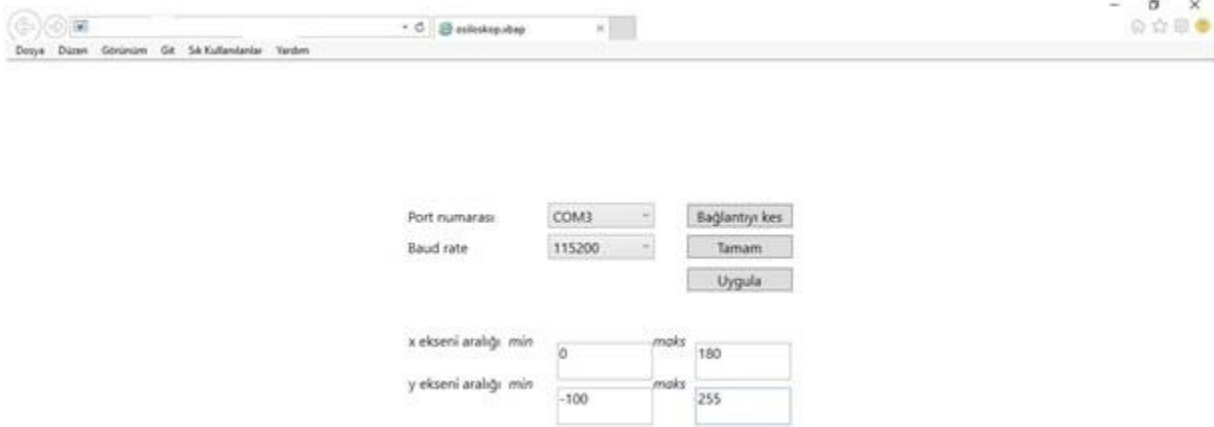 osiloskop.xbap
Dosya Düzen Görünüm Git Sık Kullanılanlar Yardım
Port numarası COM3 Bağlantıyı kes
Baud rate 115200 Tamam
Uygula
x ekseni aralığı min 0 maks 180
y ekseni aralığı min -100 maks 255